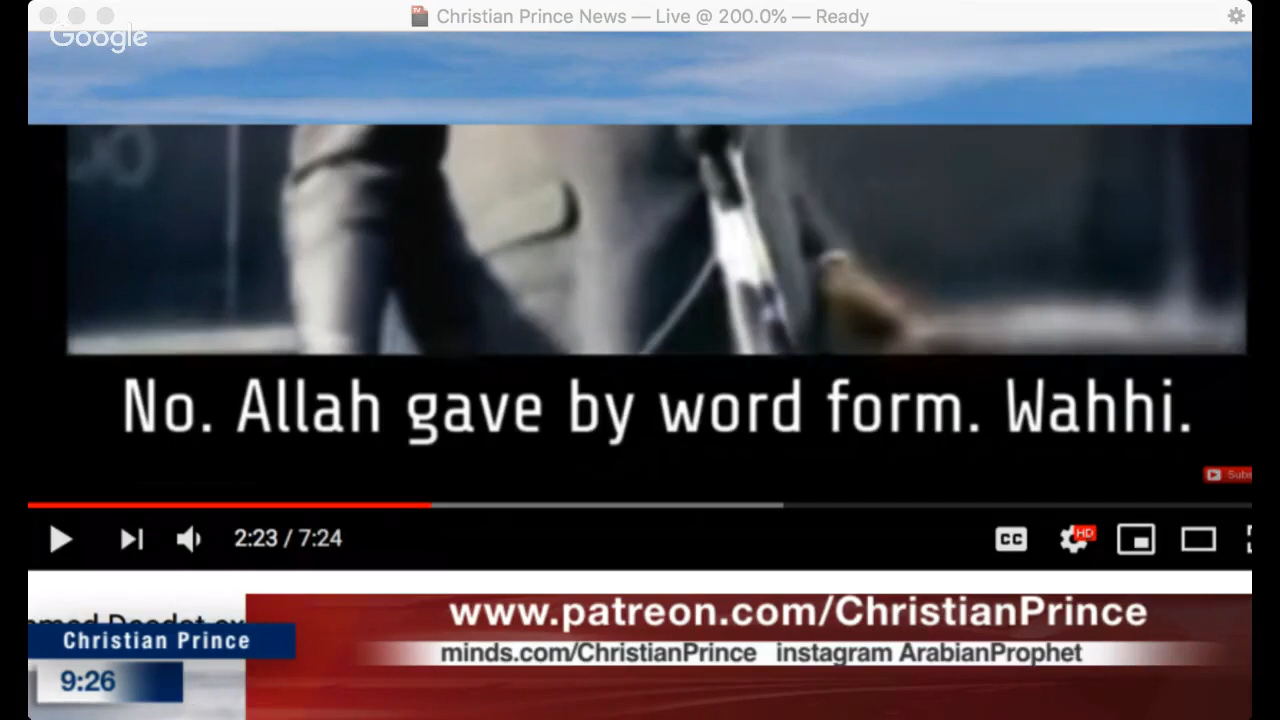 Christian Prince News — Live @ 200.0% — Ready
Google
No. Allah gave by word form. Wahhi.
2:23 / 7:24
CC
HD
www.patreon.com/ChristianPrince
Christian Prince
minds.com/ChristianPrince instagram ArabianProphet
9:26